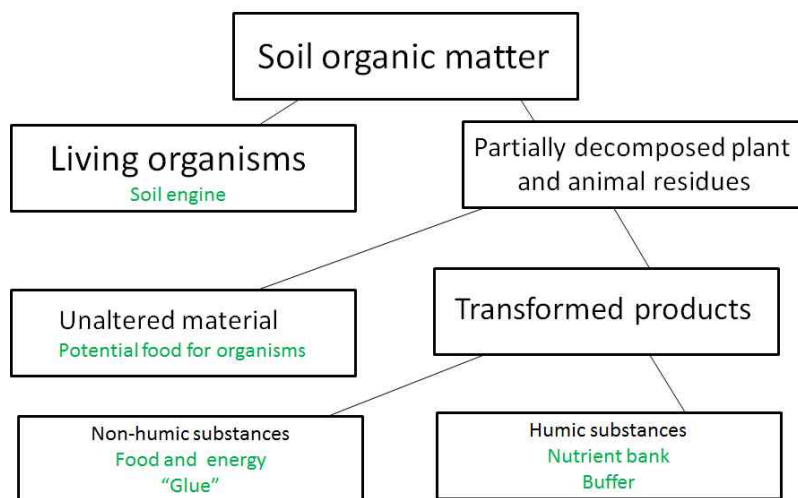 Soil organic matter
Living organisms
Soil engine
Partially decomposed plant
and animal residues
Unaltered material
Potential food for organisms
Transformed products
Non-humic substances
Food and energy
“Glue”
Humic substances
Nutrient bank
Buffer